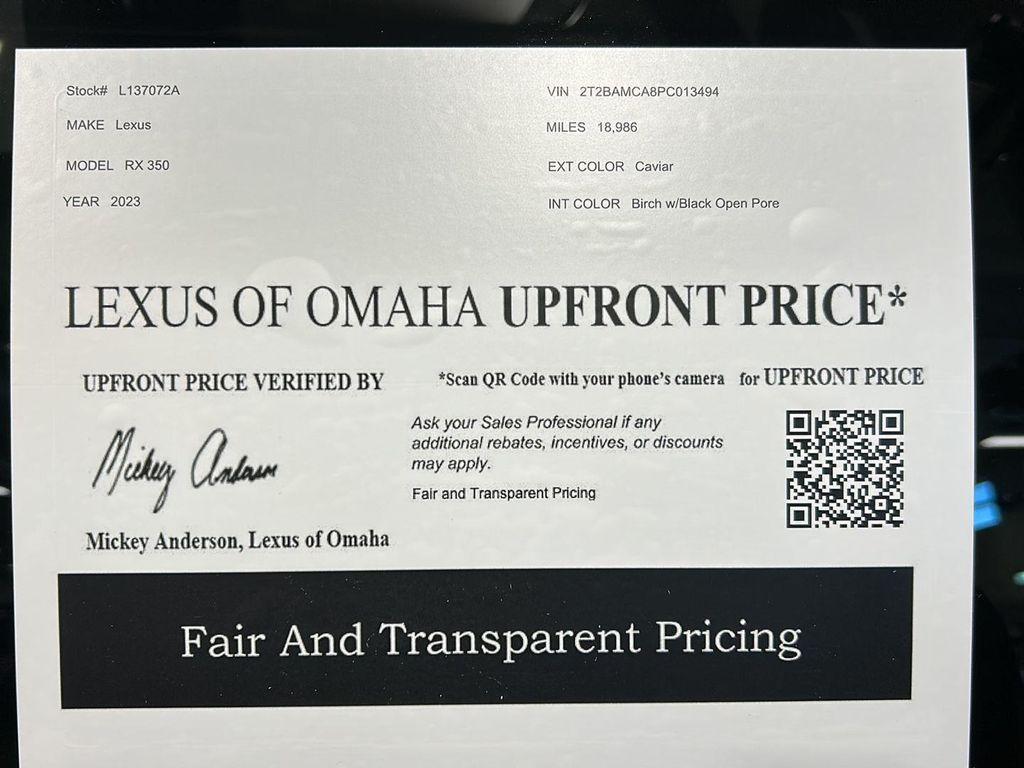 Stock# L137072A
VIN 2T2BAMCA8PC013494
MAKE Lexus
MILES 18,986
MODEL RX 350
EXT COLOR Caviar
YEAR 2023
INT COLOR Birch w/Black Open Pore
LEXUS OF OMAHA UPFRONT PRICE*
UPFRONT PRICE VERIFIED BY
*Scan QR Code with your phone's camera for UPFRONT PRICE
Mickey Anderson
Mickey Anderson, Lexus of Omaha
Ask your Sales Professional if any
additional rebates, incentives, or discounts
may apply.
Fair and Transparent Pricing
Fair And Transparent Pricing